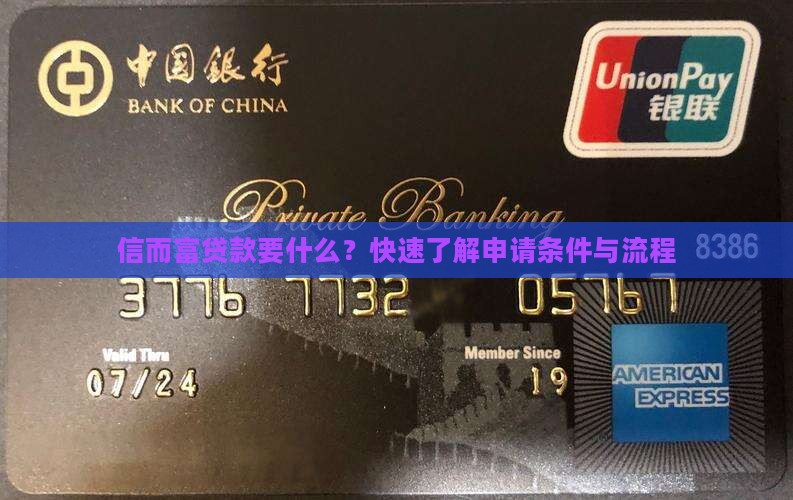 中国銀行
BANK OF CHINA
UnionPay
银联
Private Banking
信而富贷款要什么？快速了解申请条件与流程
8386
3776 7732 05767
Valid Thru
Member Since
07/24
19
AMERICAN
EXPRESS